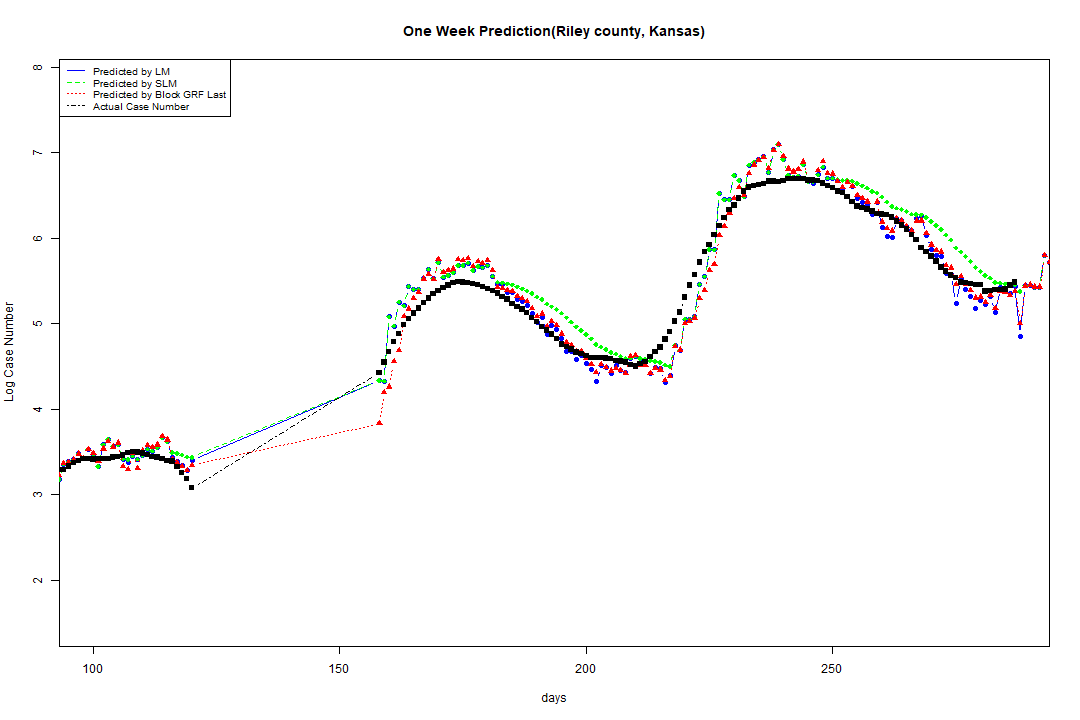 One Week Prediction(Riley county, Kansas)
Predicted by LM
Predicted by SLM
Predicted by Block GRF Last
Actual Case Number
8
7
6
5
4
3
2
Log Case Number
100 150 200 250
days